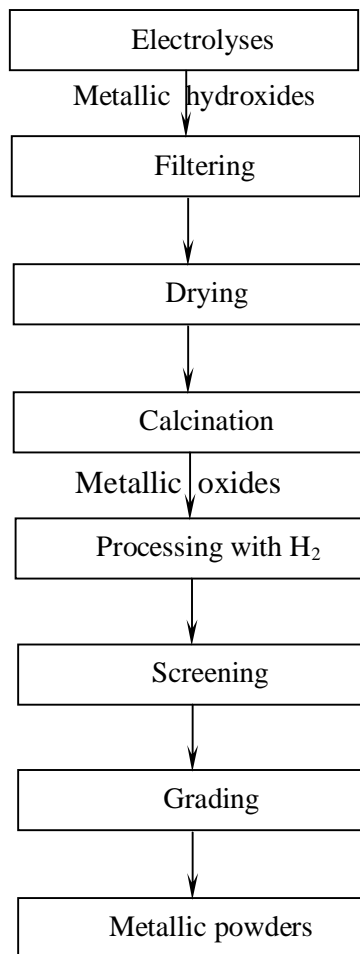 Electrolyses
Metallic hydroxides
Filtering
Drying
Calcination
Metallic oxides
Processing with H₂
Screening
Grading
Metallic powders